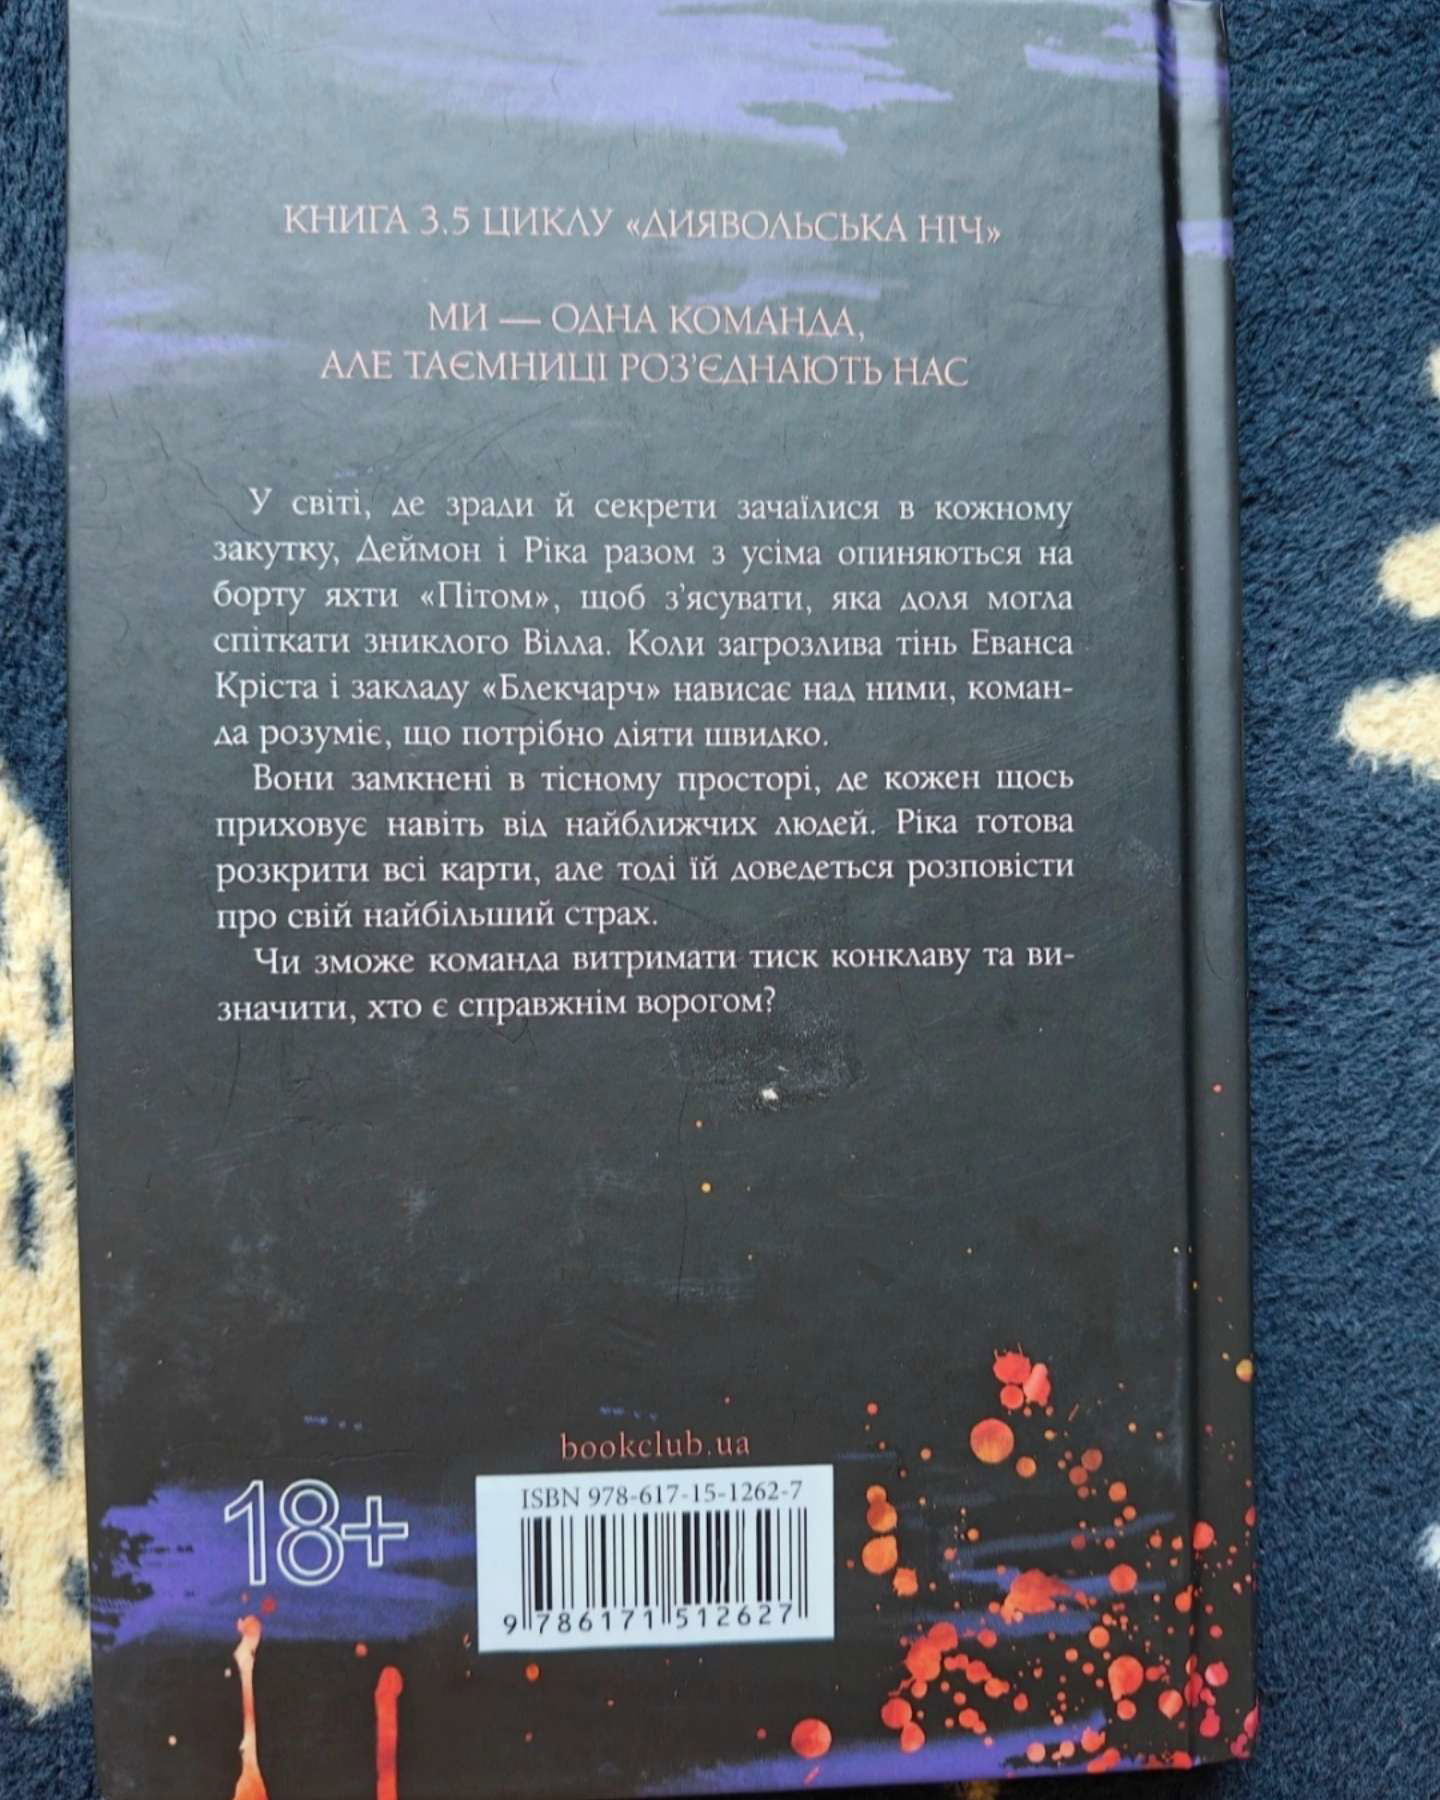 КНИГА 3.5 ЦИКЛУ «ДИЯВОЛЬСЬКА НІЧ»
МИ — ОДНА КОМАНДА,
АЛЕ ТАЄМНИЦІ РОЗ’ЄДНАЮТЬ НАС
У світі, де зради й секрети зачаїлися в кожному
закутку, Деймон і Ріка разом з усіма опиняються на
борту яхти «Пітом», щоб з’ясувати, яка доля могла
спіткати зниклого Вілла. Коли загрозлива тінь Еванса
Кріста і закладу «Блекчарч» нависає над ними, коман-
да розуміє, що потрібно діяти швидко.
Вони замкнені в тісному просторі, де кожен щось
приховує навіть від найближчих людей. Ріка готова
розкрити всі карти, але тоді їй доведеться розповісти
про свій найбільший страх.
Чи зможе команда витримати тиск конклаву та ви-
значити, хто є справжнім ворогом?
bookclub.ua
18+
ISBN 978-617-15-1262-7
9 786171 512627